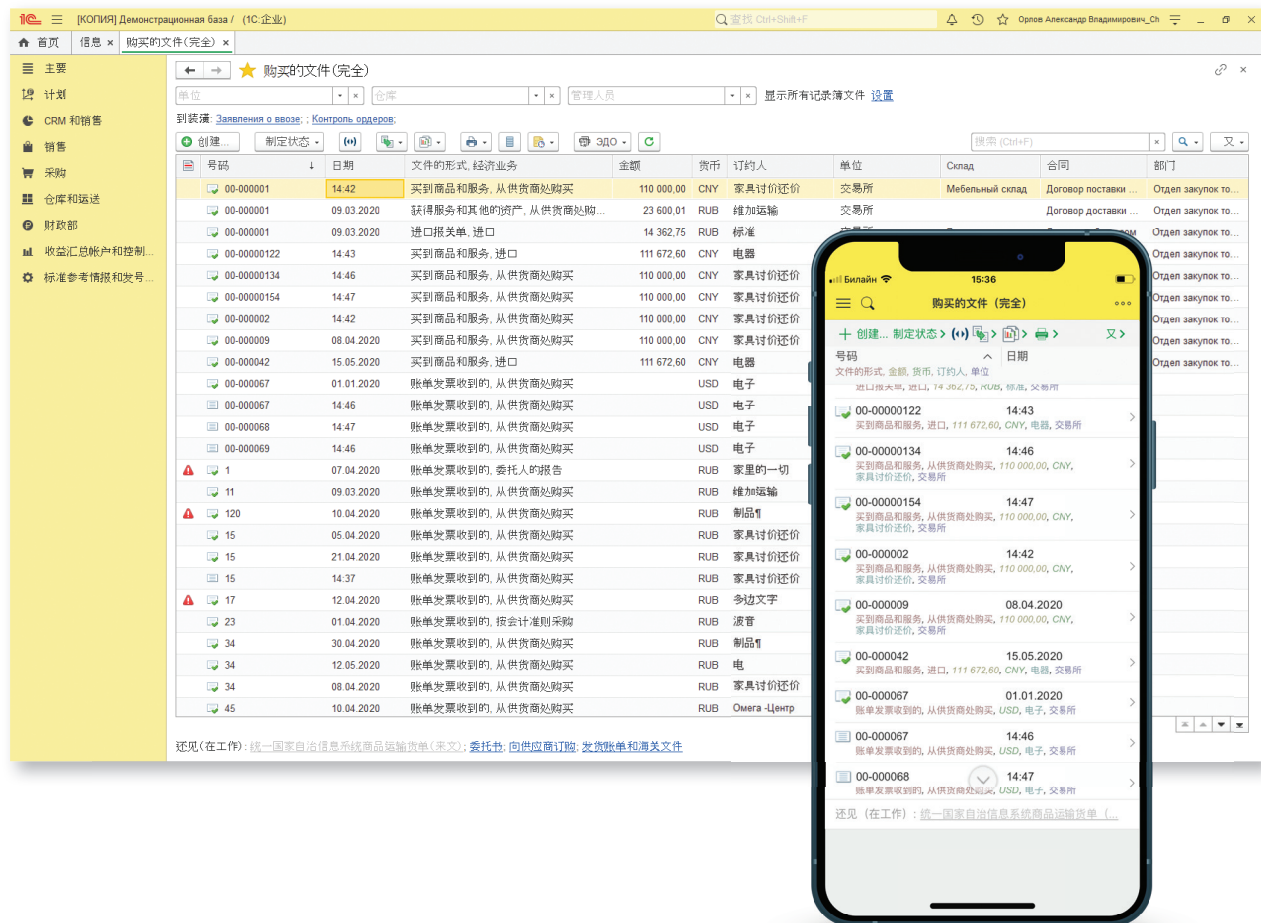 1С [КОПИЯ] Демонстрационная база / (1С:企业) 查找 Ctrl+Shift+F Орлов Александр Владимирович_Ch
首页 信息 × 购买的文件(完全) ×
主要
计划
CRM 和销售
销售
采购
仓库和运送
财政部
收益汇总帐户和控制...
标准参考情报和发号...
购买的文件(完全)
单位 仓库 管理人员 显示所有记录簿文件 设置
到装潢: Заявления о ввозе; ; Контроль ордеров;
创建... 制定状态 ЭДО 搜索 (Ctrl+F) 又
号码 ↓ 日期 文件的形式, 经济业务 金额 货币 订约人 单位 Склад 合同 部门
00-000001 14:42 买到商品和服务, 从供货商处购买 110 000,00 CNY 家具讨价还价 交易所 Мебельный склад Договор поставки ... Отдел закупок то...
00-000001 09.03.2020 获得服务和其他的资产, 从供货商处购... 23 600,01 RUB 维加运输 交易所 Договор доставки ... Отдел закупок то...
00-000001 09.03.2020 进口报关单, 进口 14 362,75 RUB 标准 Отдел закупок то...
00-00000122 14:43 买到商品和服务, 进口 111 672,60 CNY 电器 Отдел закупок то...
00-00000134 14:46 买到商品和服务, 从供货商处购买 110 000,00 CNY 家具讨价还价 Отдел закупок то...
00-00000154 14:47 买到商品和服务, 从供货商处购买 110 000,00 CNY 家具讨价还价 Отдел закупок то...
00-000002 14:42 买到商品和服务, 从供货商处购买 110 000,00 CNY 家具讨价还价 Отдел закупок то...
00-000009 08.04.2020 买到商品和服务, 从供货商处购买 110 000,00 CNY 家具讨价还价 Отдел закупок то...
00-000042 15.05.2020 买到商品和服务, 进口 111 672,60 CNY 电器 Отдел закупок то...
00-000067 01.01.2020 账单发票收到的, 从供货商处购买 USD 电子
00-000067 14:46 账单发票收到的, 从供货商处购买 USD 电子
00-000068 14:47 账单发票收到的, 从供货商处购买 USD 电子
00-000069 14:46 账单发票收到的, 从供货商处购买 USD 电子
1 07.04.2020 账单发票收到的, 委托人的报告 RUB 家里的一切
11 09.03.2020 账单发票收到的, 从供货商处购买 RUB 维加运输
120 10.04.2020 账单发票收到的, 从供货商处购买 RUB 制品¶
15 05.04.2020 账单发票收到的, 从供货商处购买 RUB 家具讨价还价
15 21.04.2020 账单发票收到的, 从供货商处购买 RUB 家具讨价还价
15 14:37 账单发票收到的, 从供货商处购买 RUB 家具讨价还价
17 12.04.2020 账单发票收到的, 从供货商处购买 RUB 多边文字
23 01.04.2020 账单发票收到的, 按会计准则采购 RUB 波音
34 30.04.2020 账单发票收到的, 从供货商处购买 RUB 制品¶
34 12.05.2020 账单发票收到的, 从供货商处购买 RUB 电
34 08.04.2020 账单发票收到的, 从供货商处购买 RUB 家具讨价还价
45 10.04.2020 账单发票收到的, 从供货商处购买 RUB Омега -Центр
还见(在工作): 统一国家自治信息系统商品运输货单(来文); 委托书; 向供应商订购; 发货账单和海关文件
Билайн 15:36
购买的文件（完全）
创建... 制定状态 又
号码 日期
文件的形式, 金额, 货币, 订约人, 单位
进口报关单, 进口, 14 362,75, RUB, 标准, 交易所
00-00000122 14:43
买到商品和服务, 进口, 111 672,60, CNY, 电器, 交易所
00-00000134 14:46
买到商品和服务, 从供货商处购买, 110 000,00, CNY,
家具讨价还价, 交易所
00-00000154 14:47
买到商品和服务, 从供货商处购买, 110 000,00, CNY,
家具讨价还价, 交易所
00-000002 14:42
买到商品和服务, 从供货商处购买, 110 000,00, CNY,
家具讨价还价, 交易所
00-000009 08.04.2020
买到商品和服务, 从供货商处购买, 110 000,00, CNY,
家具讨价还价, 交易所
00-000042 15.05.2020
买到商品和服务, 进口, 111 672,60, CNY, 电器, 交易所
00-000067 01.01.2020
账单发票收到的, 从供货商处购买, USD, 电子, 交易所
00-000067 14:46
账单发票收到的, 从供货商处购买, USD, 电子, 交易所
00-000068 14:47
账单发票收到的, 从供货商处购买, USD, 电子, 交易所
还见（在工作）: 统一国家自治信息系统商品运输货单（...